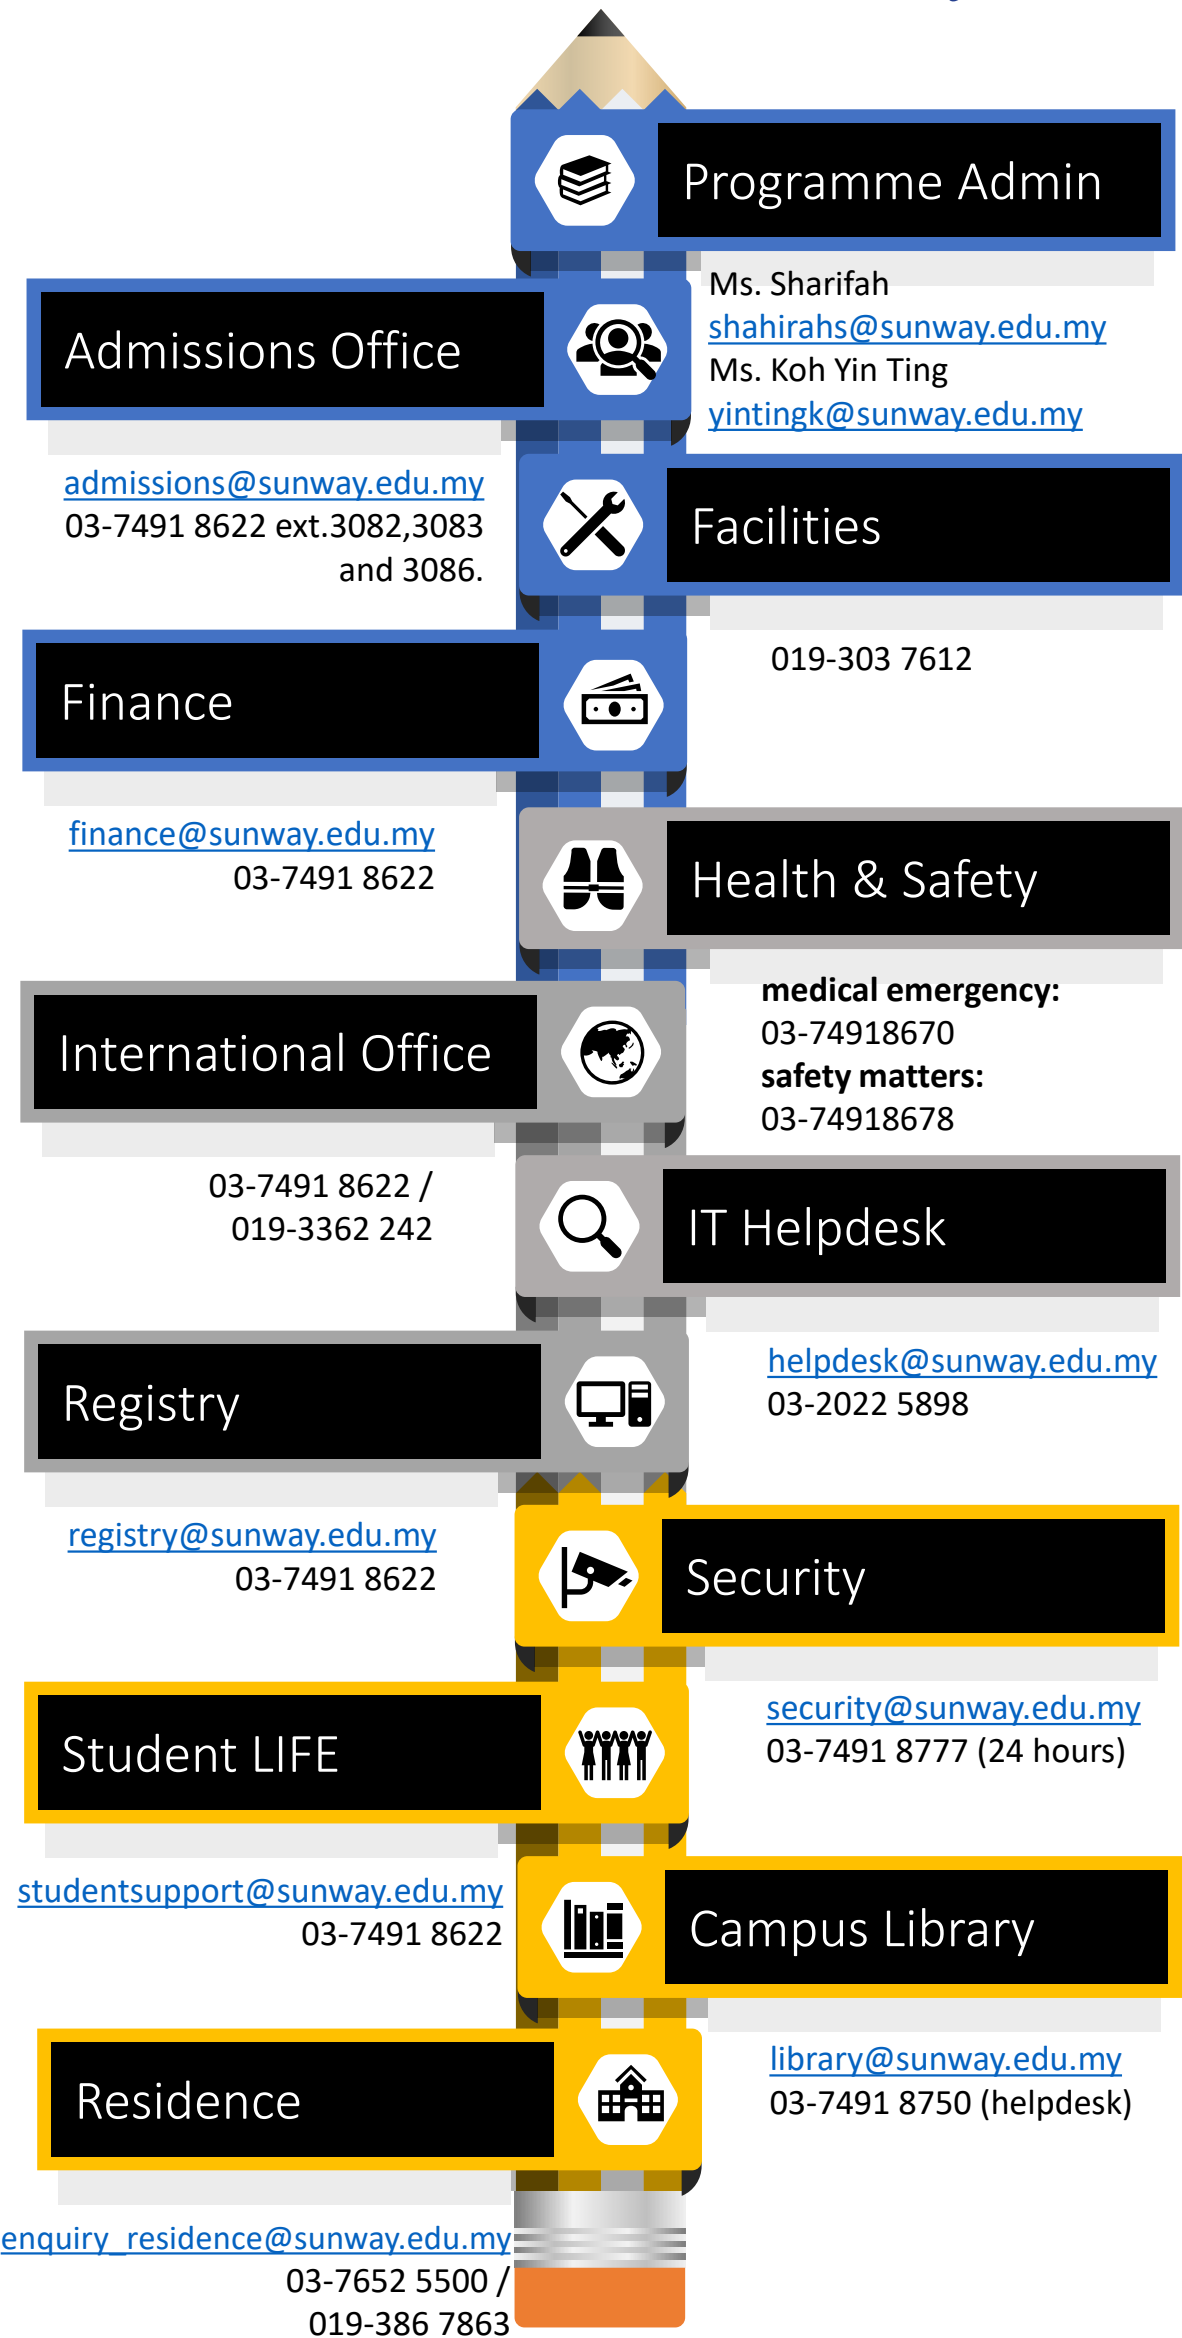 Programme Admin
Ms. Sharifah
shahirahs@sunway.edu.my
Ms. Koh Yin Ting
yintingk@sunway.edu.my
Admissions Office
admissions@sunway.edu.my
03-7491 8622 ext.3082,3083
and 3086.
Facilities
019-303 7612
Finance
finance@sunway.edu.my
03-7491 8622
Health & Safety
medical emergency:
03-74918670
safety matters:
03-74918678
International Office
03-7491 8622 /
019-3362 242
IT Helpdesk
helpdesk@sunway.edu.my
03-2022 5898
Registry
registry@sunway.edu.my
03-7491 8622
Security
security@sunway.edu.my
03-7491 8777 (24 hours)
Student LIFE
studentsupport@sunway.edu.my
03-7491 8622
Campus Library
library@sunway.edu.my
03-7491 8750 (helpdesk)
Residence
enquiry_residence@sunway.edu.my
03-7652 5500 /
019-386 7863